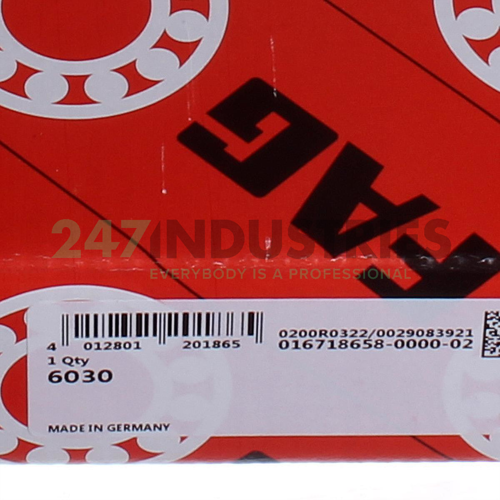 FAG
247INDUSTRIES
EVERYBODY IS A PROFESSIONAL
4 012801 201865
1 Qty
6030
0200R0322/0029083921
016718658-0000-02
MADE IN GERMANY